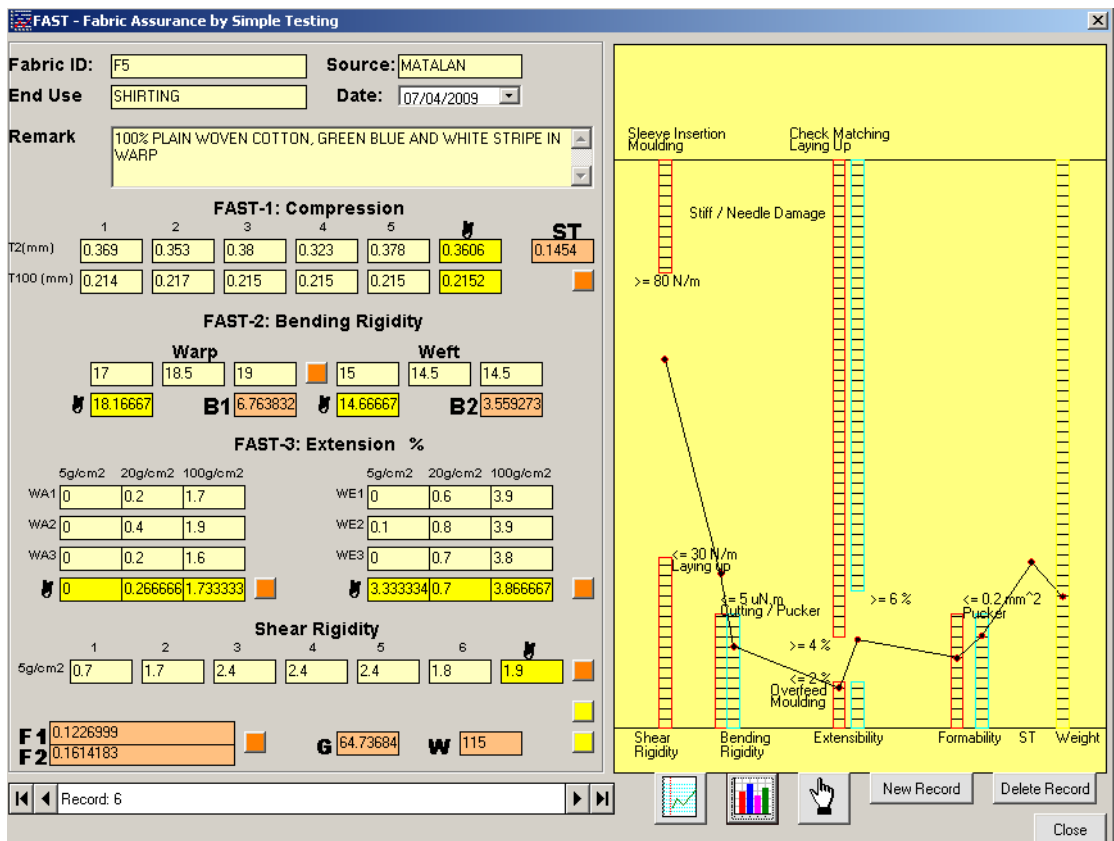 FAST - Fabric Assurance by Simple Testing
Fabric ID: F5 Source: MATALAN
End Use SHIRTING Date: 07/04/2009
Remark 100% PLAIN WOVEN COTTON, GREEN BLUE AND WHITE STRIPE IN
WARP
FAST-1: Compression
1 2 3 4 5 ST
T2(mm) 0.369 0.353 0.38 0.323 0.378 0.3606 0.1454
T100 (mm) 0.214 0.217 0.215 0.215 0.215 0.2152
FAST-2: Bending Rigidity
Warp Weft
17 18.5 19 15 14.5 14.5
18.16667 B1 6.763832 14.66667 B2 3.559273
FAST-3: Extension %
5g/cm2 20g/cm2 100g/cm2 5g/cm2 20g/cm2 100g/cm2
WA1 0 0.2 1.7 WE1 0 0.6 3.9
WA2 0 0.4 1.9 WE2 0.1 0.8 3.9
WA3 0 0.2 1.6 WE3 0 0.7 3.8
0 0.266666 1.733333 3.333334 0.7 3.866667
Shear Rigidity
1 2 3 4 5 6
5g/cm2 0.7 1.7 2.4 2.4 2.4 1.8 1.9
F1 0.1226999
F2 0.1614183
G 64.73684 W 115
Record: 6
Sleeve Insertion Check Matching
Moulding Laying Up
Stiff / Needle Damage
>= 80 N/m
<= 30 N/m
Laying up
<= 5 uN.m >= 6 % <= 0.2 mm^2
Cutting / Pucker Pucker
>= 4 %
<= 2 %
Overfeed
Moulding
Shear Bending Extensibility Formability ST Weight
Rigidity Rigidity
New Record Delete Record
Close